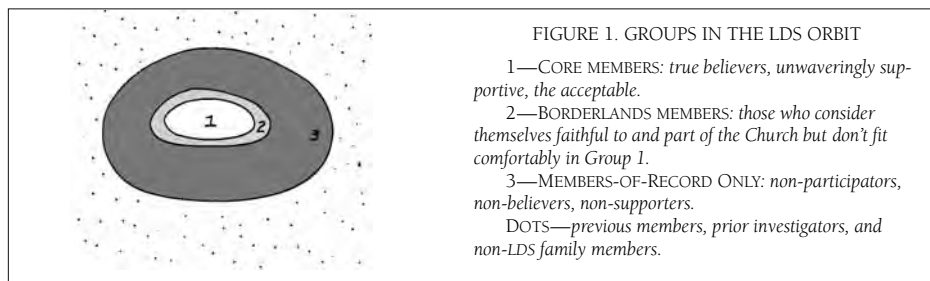 1
2
3
FIGURE 1. GROUPS IN THE LDS ORBIT
1—CORE MEMBERS: true believers, unwaveringly sup-
portive, the acceptable.
2—BORDERLANDS MEMBERS: those who consider
themselves faithful to and part of the Church but don't fit
comfortably in Group 1.
3—MEMBERS-OF-RECORD ONLY: non-participators,
non-believers, non-supporters.
DOTS—previous members, prior investigators, and
non-LDS family members.